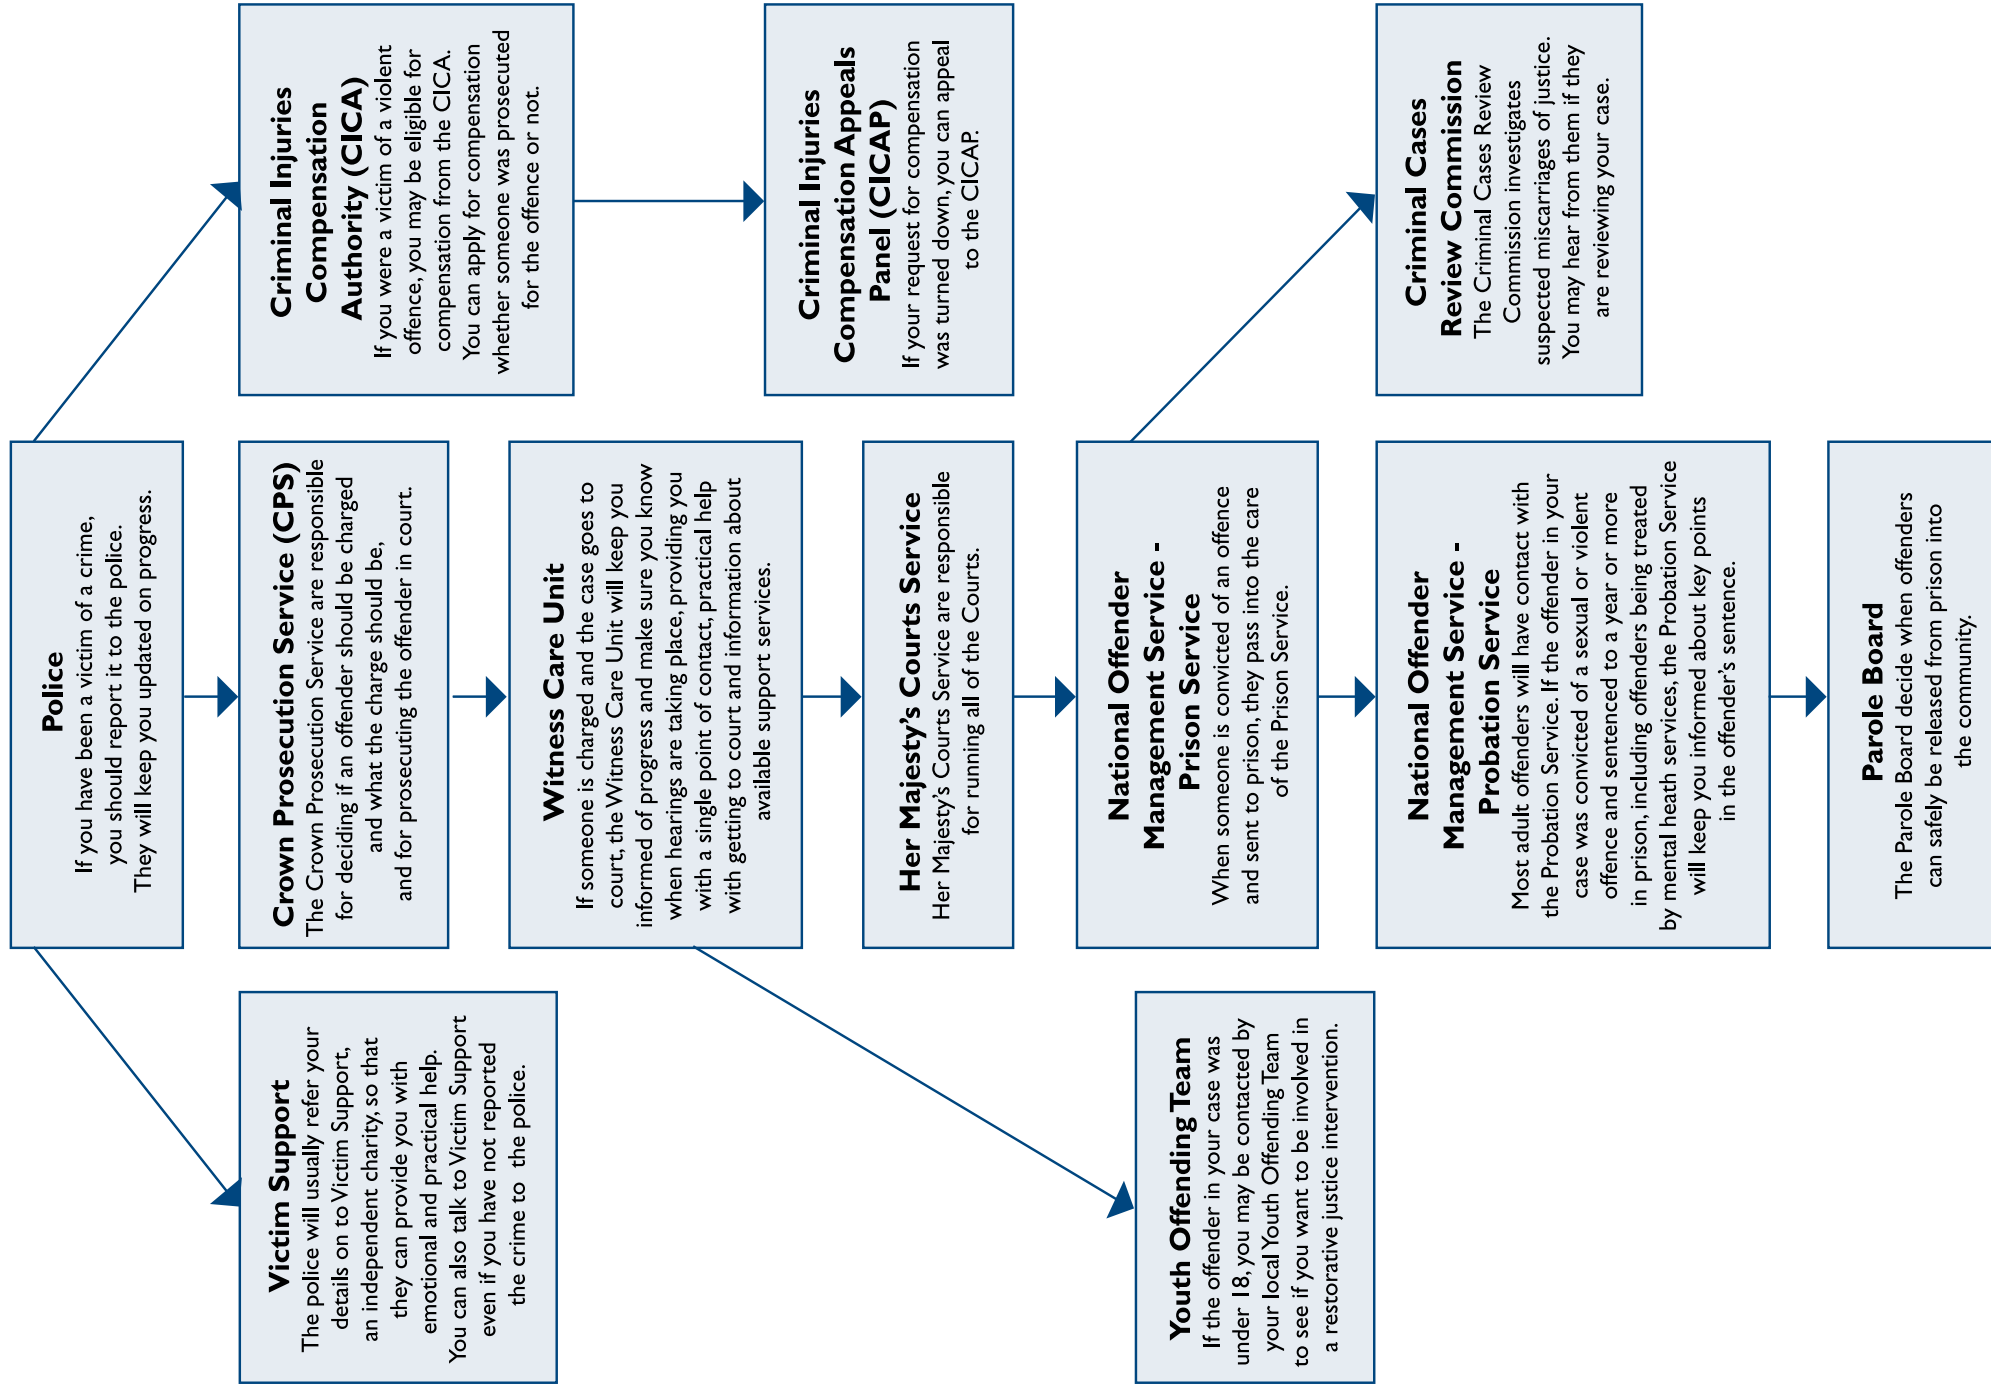 Police
If you have been a victim of a crime,
you should report it to the police.
They will keep you updated on progress.
Victim Support
The police will usually refer your
details on to Victim Support,
an independent charity, so that
they can provide you with
emotional and practical help.
You can also talk to Victim Support
even if you have not reported
the crime to the police.
Crown Prosecution Service (CPS)
The Crown Prosecution Service are responsible
for deciding if an offender should be charged
and what the charge should be,
and for prosecuting the offender in court.
Criminal Injuries
Compensation
Authority (CICA)
If you were a victim of a violent
offence, you may be eligible for
compensation from the CICA.
You can apply for compensation
whether someone was prosecuted
for the offence or not.
Witness Care Unit
If someone is charged and the case goes to
court, the Witness Care Unit will keep you
informed of progress and make sure you know
when hearings are taking place, providing you
with a single point of contact, practical help
with getting to court and information about
available support services.
Criminal Injuries
Compensation Appeals
Panel (CICAP)
If your request for compensation
was turned down, you can appeal
to the CICAP.
Her Majesty's Courts Service
Her Majesty's Courts Service are responsible
for running all of the Courts.
National Offender
Management Service -
Prison Service
When someone is convicted of an offence
and sent to prison, they pass into the care
of the Prison Service.
Youth Offending Team
If the offender in your case was
under 18, you may be contacted by
your local Youth Offending Team
to see if you want to be involved in
a restorative justice intervention.
National Offender
Management Service -
Probation Service
Most adult offenders will have contact with
the Probation Service. If the offender in your
case was convicted of a sexual or violent
offence and sentenced to a year or more
in prison, including offenders being treated
by mental heath services, the Probation Service
will keep you informed about key points
in the offender's sentence.
Criminal Cases
Review Commission
The Criminal Cases Review
Commission investigates
suspected miscarriages of justice.
You may hear from them if they
are reviewing your case.
Parole Board
The Parole Board decide when offenders
can safely be released from prison into
the community.